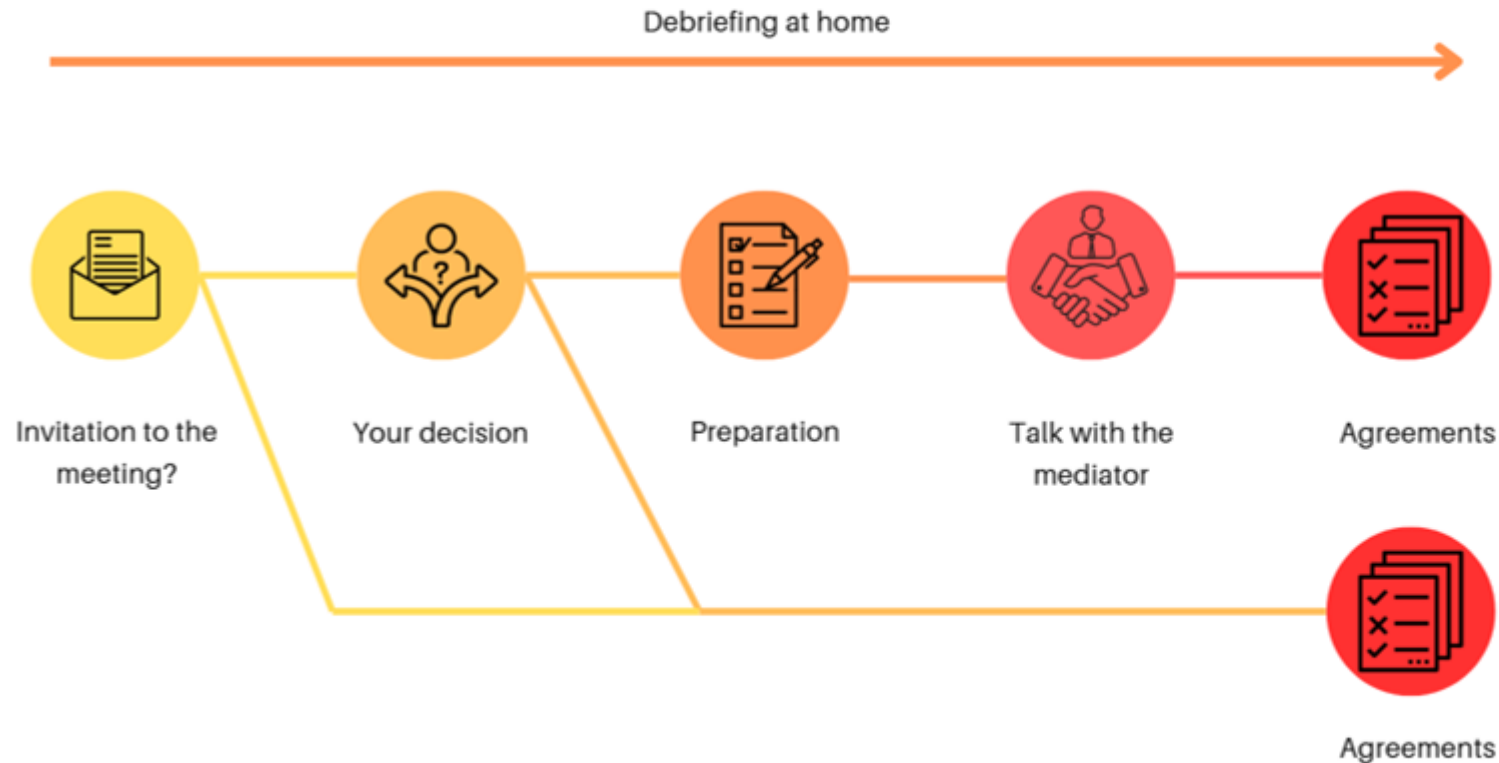 Debriefing at home
Invitation to the
meeting?
Your decision
Preparation
Talk with the
mediator
Agreements
Agreements
?